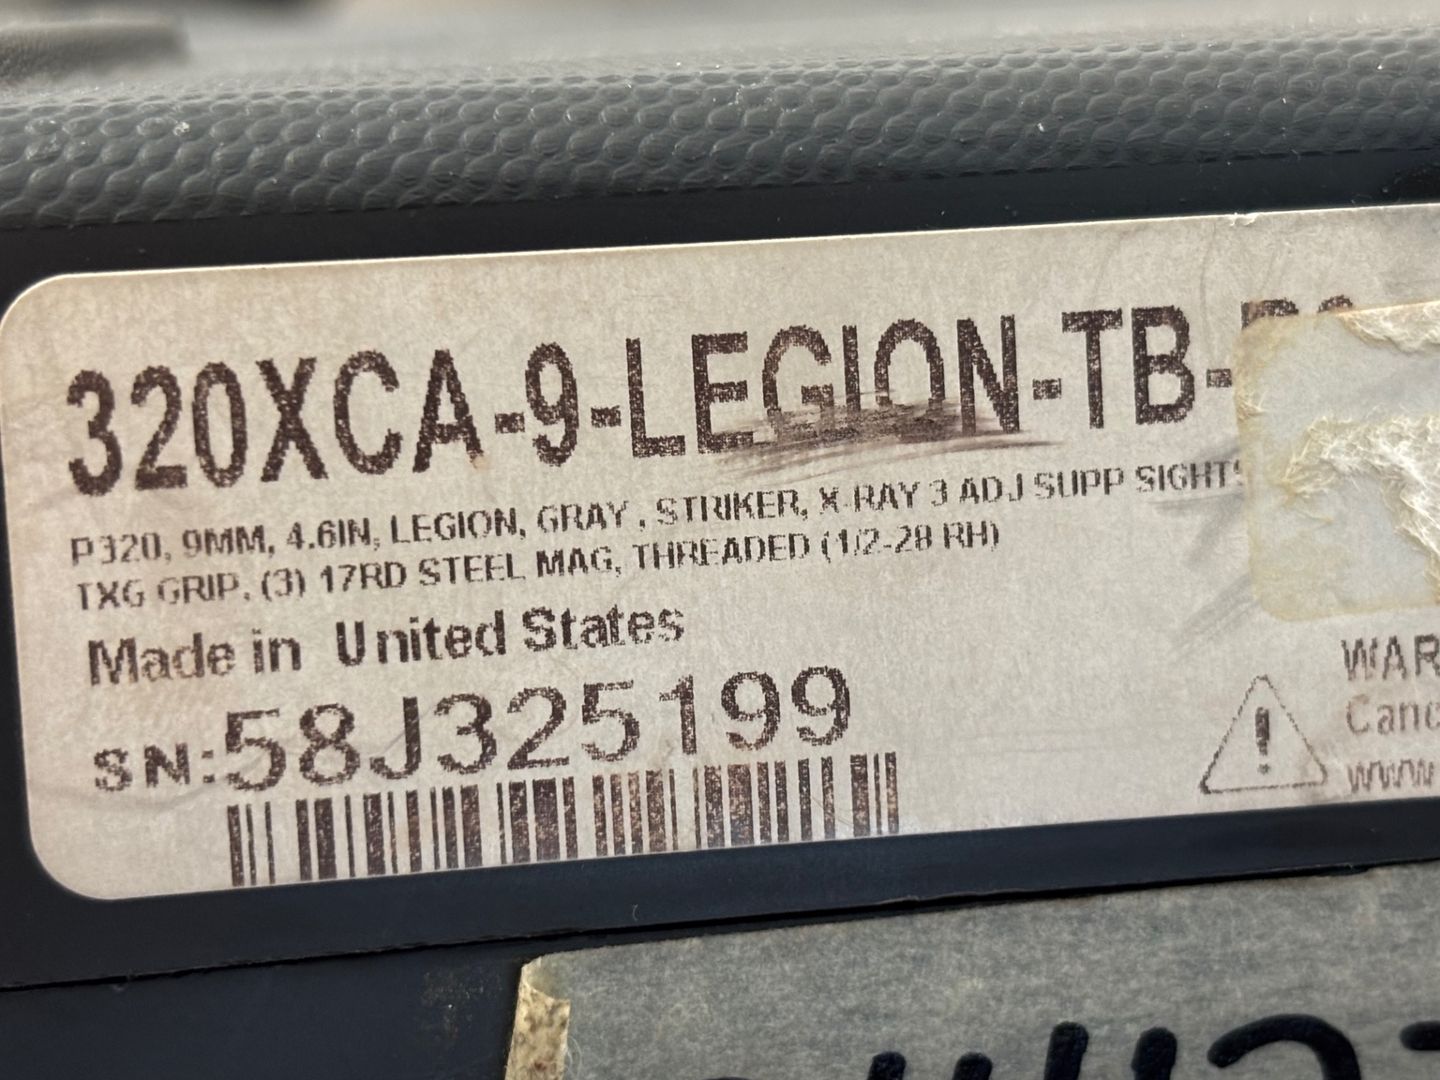 320XCA-9-LEGION-TB-
P320, 9MM, 4.6IN, LEGION, GRAY , STRIKER, X-RAY 3 ADJ SUPP SIGHTS
TXG GRIP, (3) 17RD STEEL MAG, THREADED (1/2-28 RH)
Made in United States
SN:58J325199
WAR
Canc
www